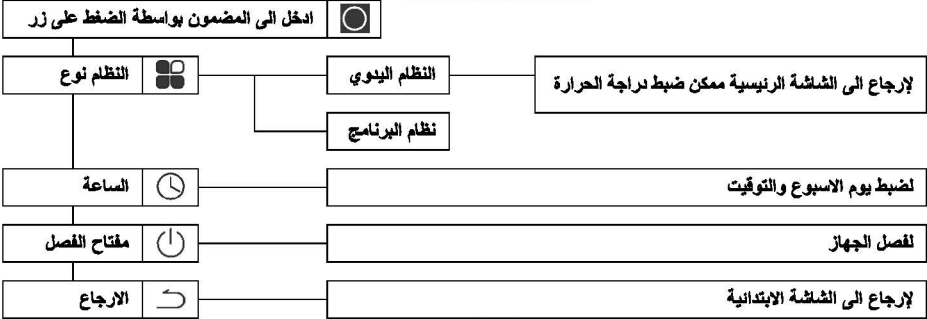 ادخل الى المضمون بواسطة الضغط على زر
النظام نوع
النظام اليدوي
لإرجاع الى الشاشة الرئيسية ممكن ضبط دراجة الحرارة
نظام البرنامج
الساعة
لضبط يوم الاسبوع والتوقيت
مفتاح الفصل
لفصل الجهاز
الارجاع
لإرجاع الى الشاشة الابتدائية